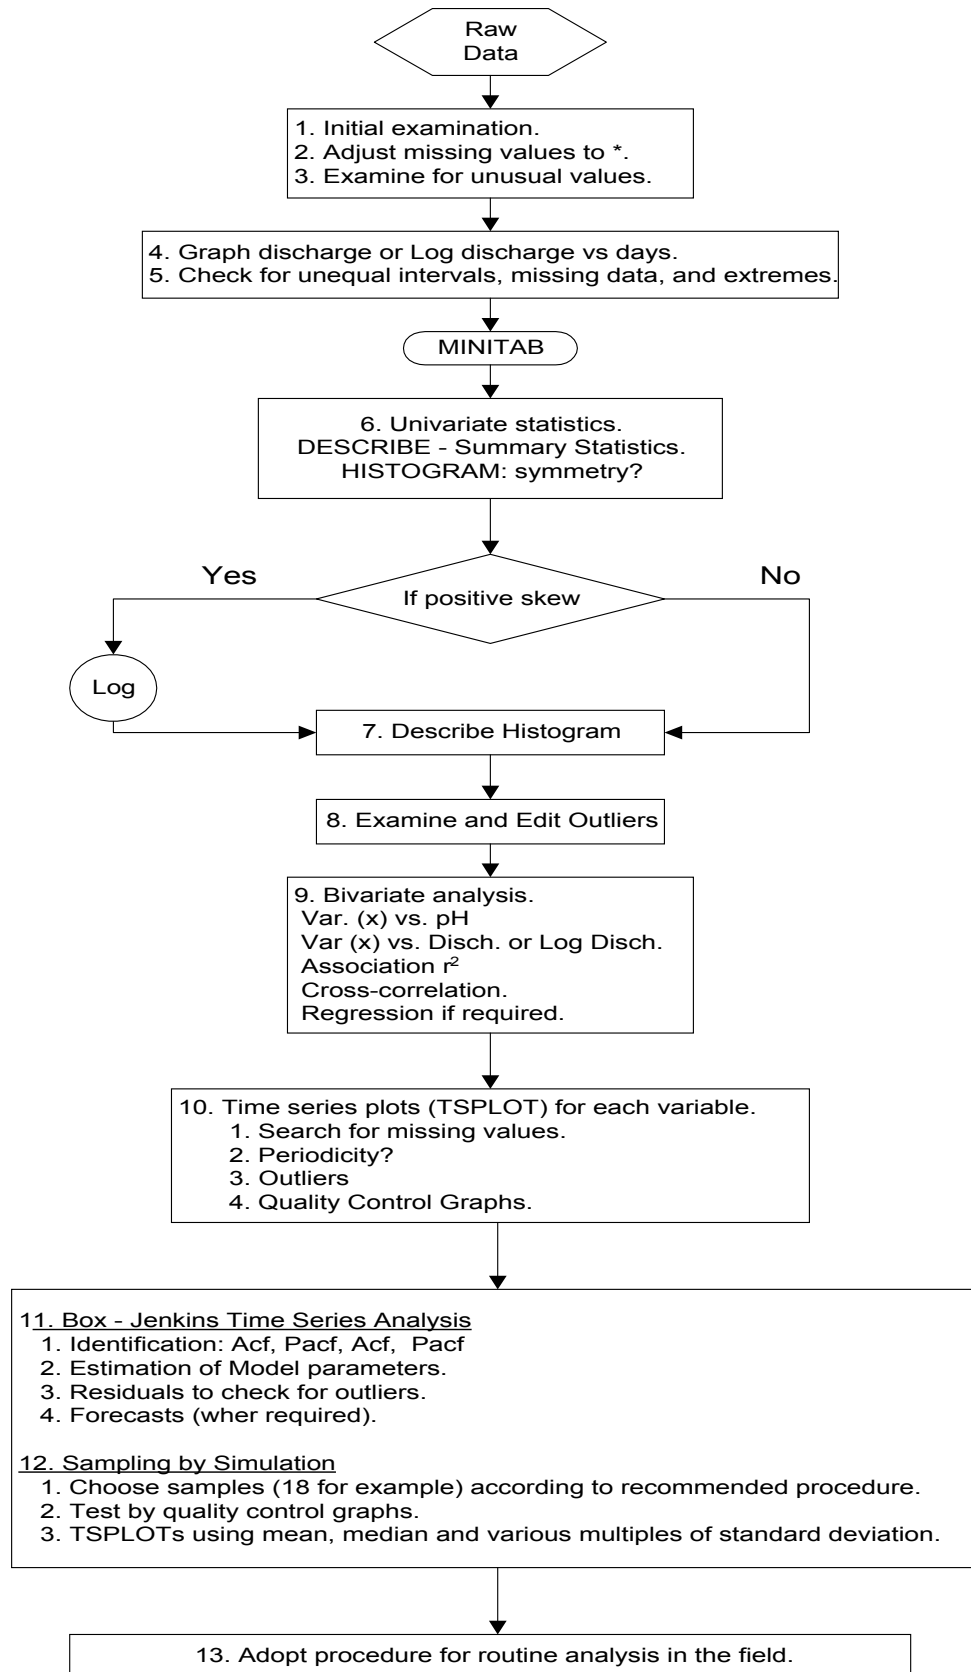 Raw
Data
1. Initial examination.
2. Adjust missing values to *.
3. Examine for unusual values.
4. Graph discharge or Log discharge vs days.
5. Check for unequal intervals, missing data, and extremes.
MINITAB
6. Univariate statistics.
DESCRIBE - Summary Statistics.
HISTOGRAM: symmetry?
Yes
No
If positive skew
Log
7. Describe Histogram
8. Examine and Edit Outliers
9. Bivariate analysis.
Var. (x) vs. pH
Var (x) vs. Disch. or Log Disch.
Association r²
Cross-correlation.
Regression if required.
10. Time series plots (TSPLOT) for each variable.
1. Search for missing values.
2. Periodicity?
3. Outliers
4. Quality Control Graphs.
11. Box - Jenkins Time Series Analysis
1. Identification: Acf, Pacf, Acf, Pacf
2. Estimation of Model parameters.
3. Residuals to check for outliers.
4. Forecasts (wher required).
12. Sampling by Simulation
1. Choose samples (18 for example) according to recommended procedure.
2. Test by quality control graphs.
3. TSPLOTs using mean, median and various multiples of standard deviation.
13. Adopt procedure for routine analysis in the field.